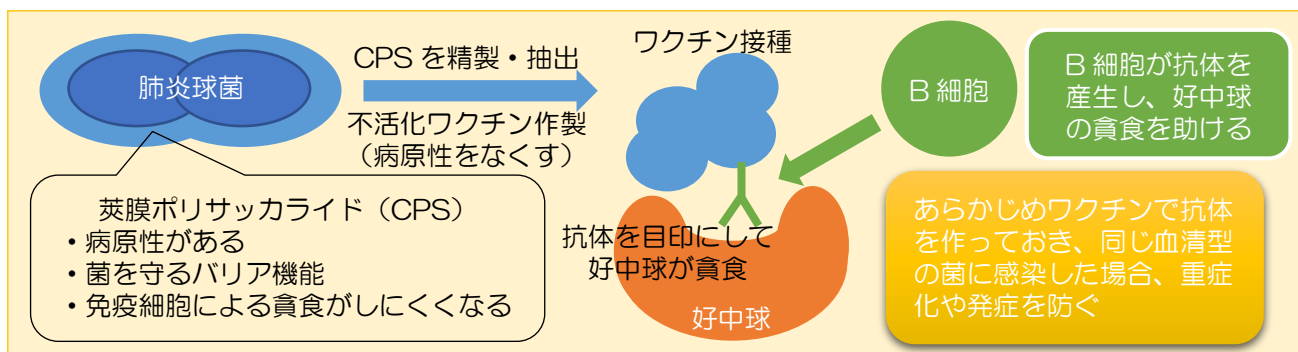 肺炎球菌
CPS を精製・抽出
不活化ワクチン作製
（病原性をなくす）
莢膜ポリサッカライド（CPS）
・病原性がある
・菌を守るバリア機能
・免疫細胞による貪食がしにくくなる
ワクチン接種
抗体を目印にして
好中球が貪食
好中球
B 細胞
B 細胞が抗体を
産生し、好中球
の貪食を助ける
あらかじめワクチンで抗体
を作っておき、同じ血清型
の菌に感染した場合、重症
化や発症を防ぐ